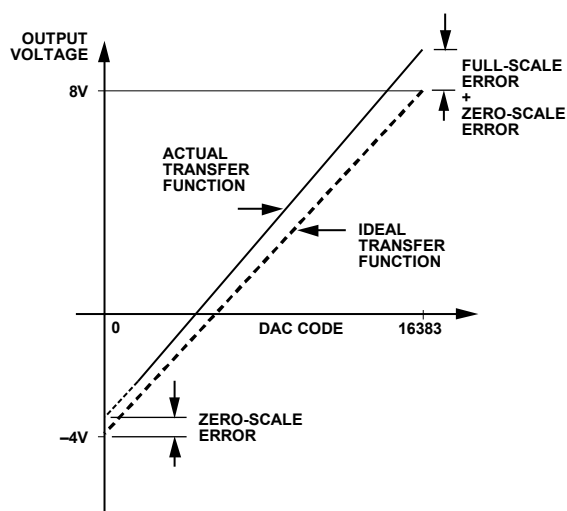 OUTPUT
VOLTAGE
8V
FULL-SCALE
ERROR
+
ZERO-SCALE
ERROR
ACTUAL
TRANSFER
FUNCTION
IDEAL
TRANSFER
FUNCTION
0
DAC CODE
16383
ZERO-SCALE
ERROR
–4V